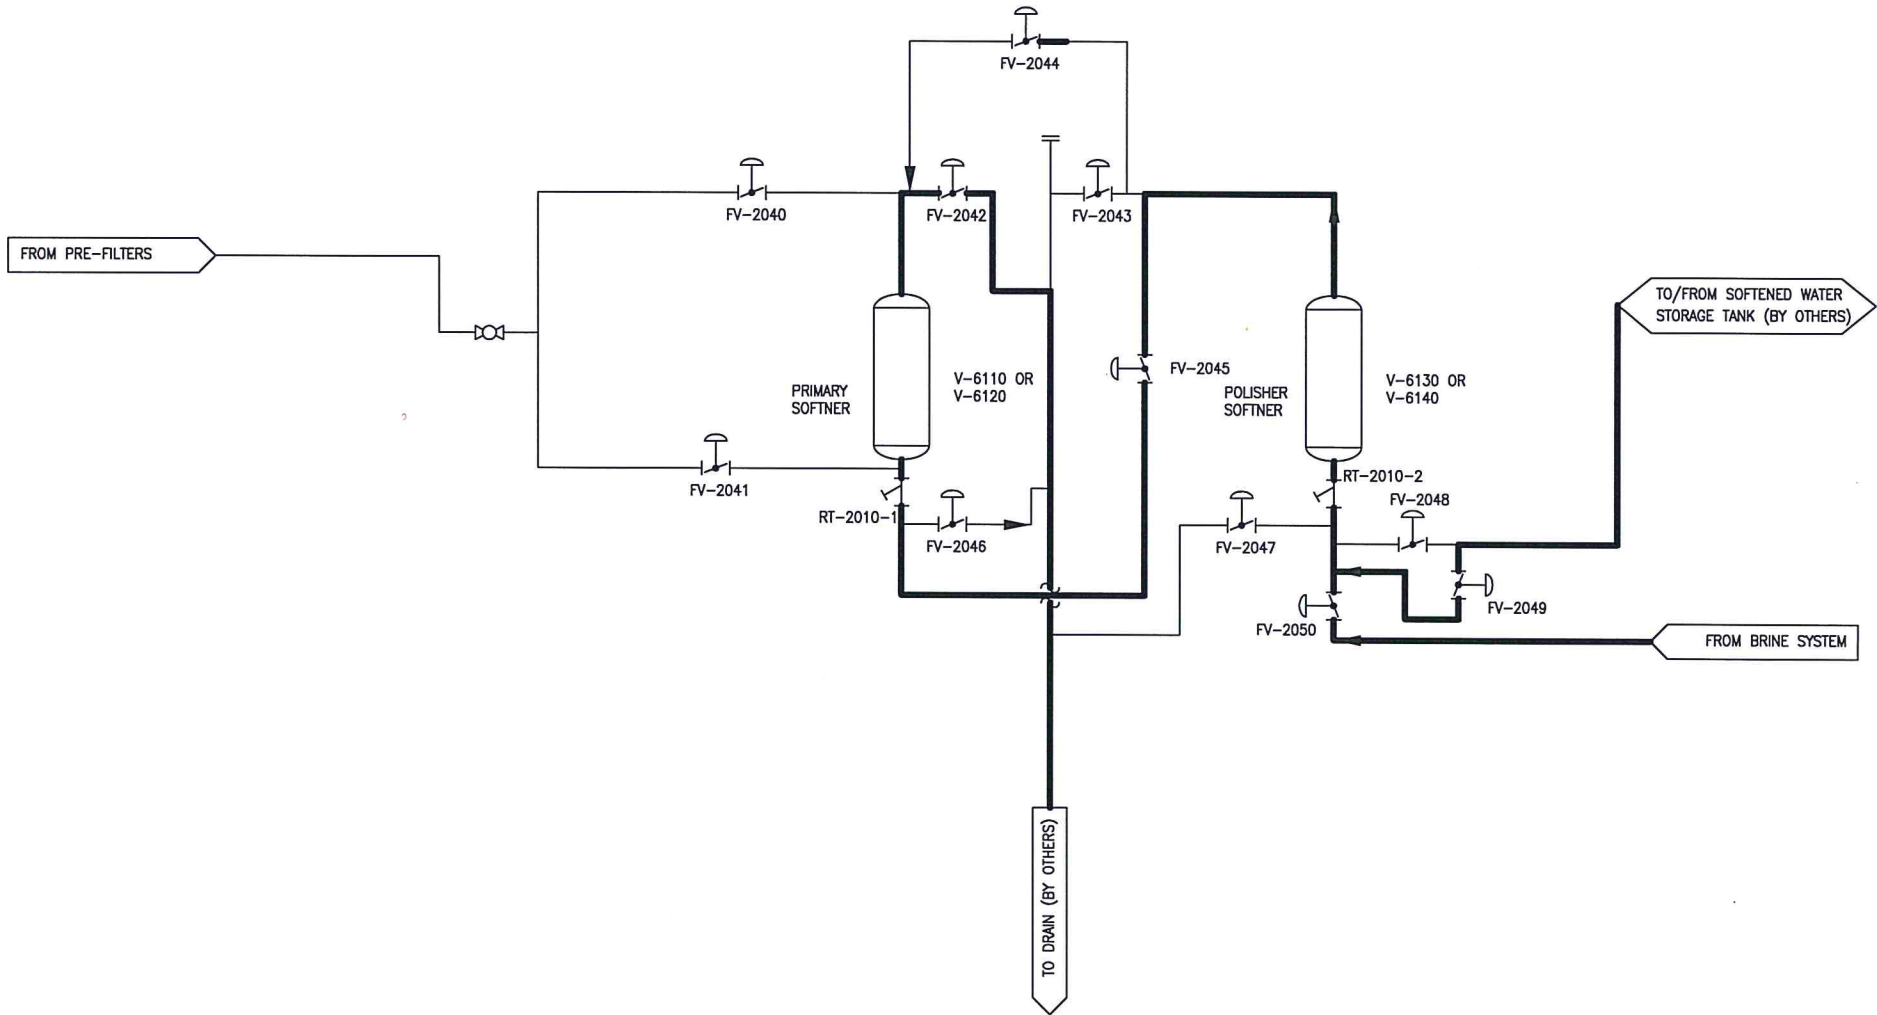 FV-2044
FV-2040
FV-2042
FV-2043
FROM PRE-FILTERS
TO/FROM SOFTENED WATER
STORAGE TANK (BY OTHERS)
FV-2045
PRIMARY
SOFTNER
V-6110 OR
V-6120
POLISHER
SOFTNER
V-6130 OR
V-6140
FV-2041
RT-2010-1
FV-2046
RT-2010-2
FV-2048
FV-2047
FV-2049
FV-2050
FROM BRINE SYSTEM
TO DRAIN (BY OTHERS)